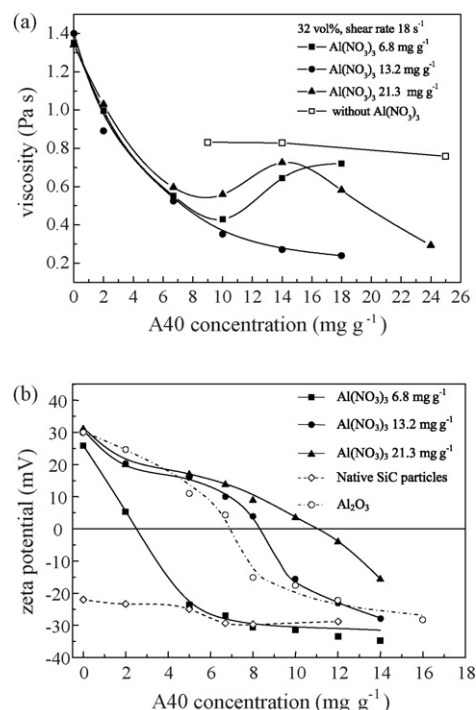 (a)
32 vol%, shear rate 18 s⁻¹
Al(NO₃)₃ 6.8 mg g⁻¹
Al(NO₃)₃ 13.2 mg g⁻¹
Al(NO₃)₃ 21.3 mg g⁻¹
without Al(NO₃)₃
viscosity (Pa s)
1.4
1.2
1.0
0.8
0.6
0.4
0.2
0 2 4 6 8 10 12 14 16 18 20 22 24 26
A40 concentration (mg g⁻¹)
(b)
Al(NO₃)₃ 6.8 mg g⁻¹
Al(NO₃)₃ 13.2 mg g⁻¹
Al(NO₃)₃ 21.3 mg g⁻¹
Native SiC particles
Al₂O₃
zeta potential (mV)
40
30
20
10
0
-10
-20
-30
-40
0 2 4 6 8 10 12 14 16 18
A40 concentration (mg g⁻¹)